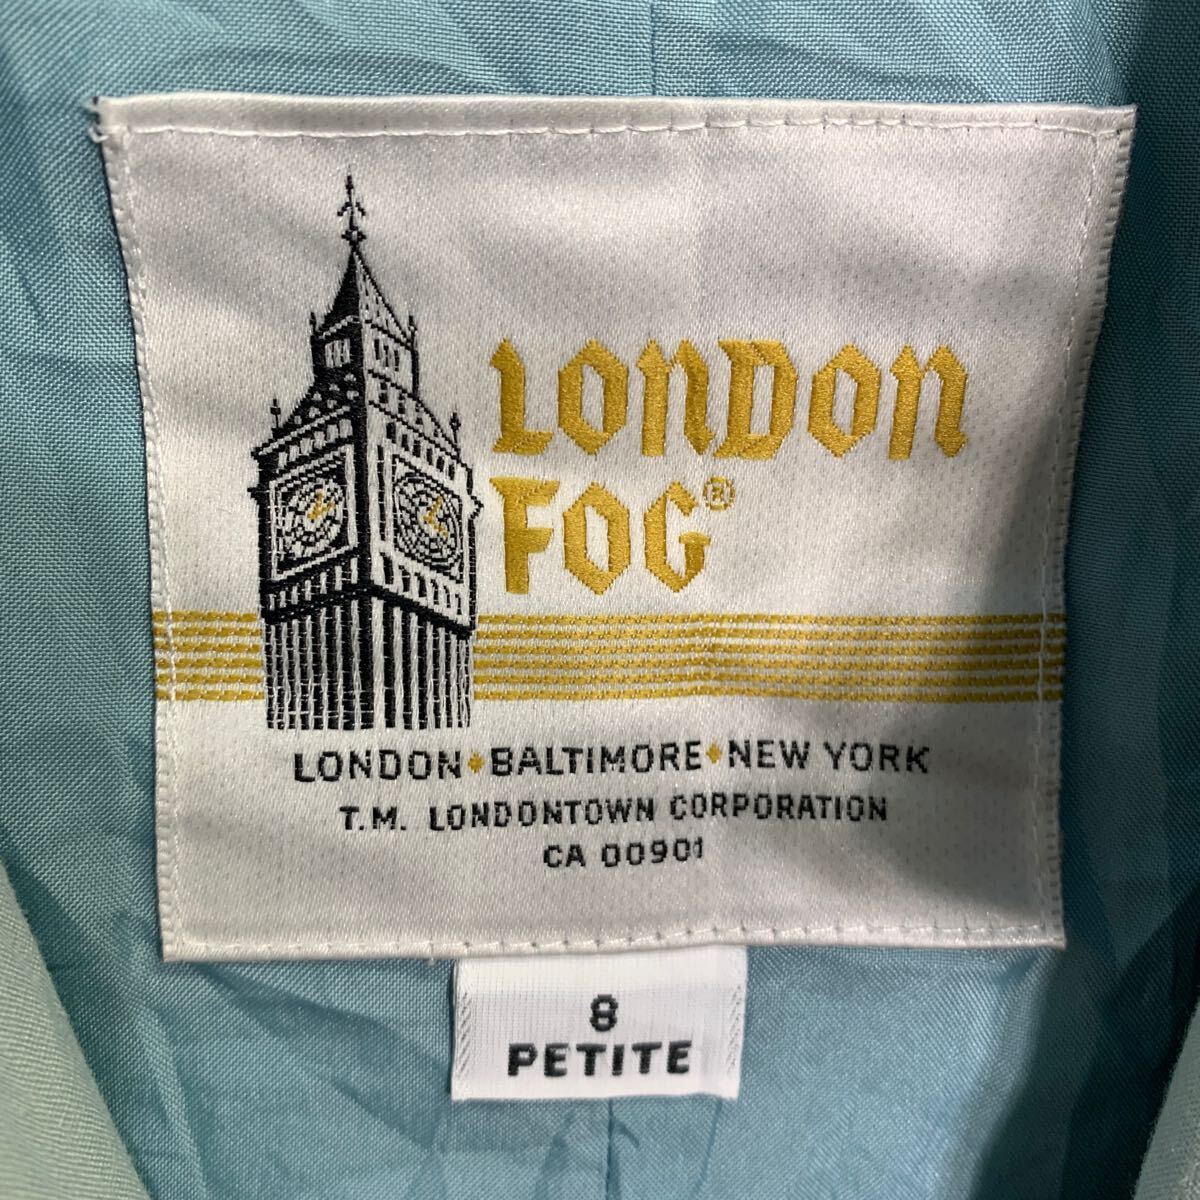 LONDON
FOG®
LONDON♦BALTIMORE♦NEW YORK
T.M. LONDONTOWN CORPORATION
CA 00901
8
PETITE